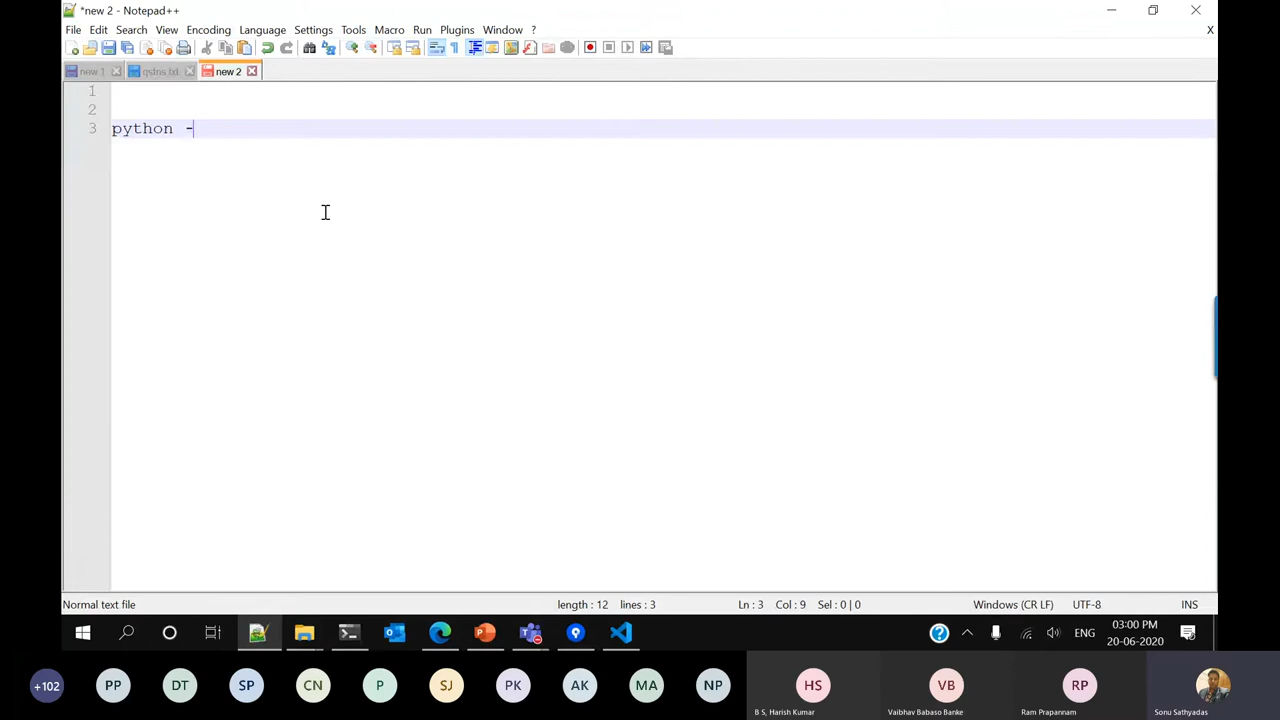 *new 2 - Notepad++
File Edit Search View Encoding Language Settings Tools Macro Run Plugins Window ? X
new 1 qstns.txt new 2
1
2
3 python -
Normal text file length : 12 lines : 3 Ln : 3 Col : 9 Sel : 0 | 0 Windows (CR LF) UTF-8 INS
ENG 03:00 PM
20-06-2020
+102 PP DT SP CN P SJ PK AK MA NP HS VB RP
B S, Harish Kumar Vaibhav Babaso Banke Ram Prapannam Sonu Sathyadas